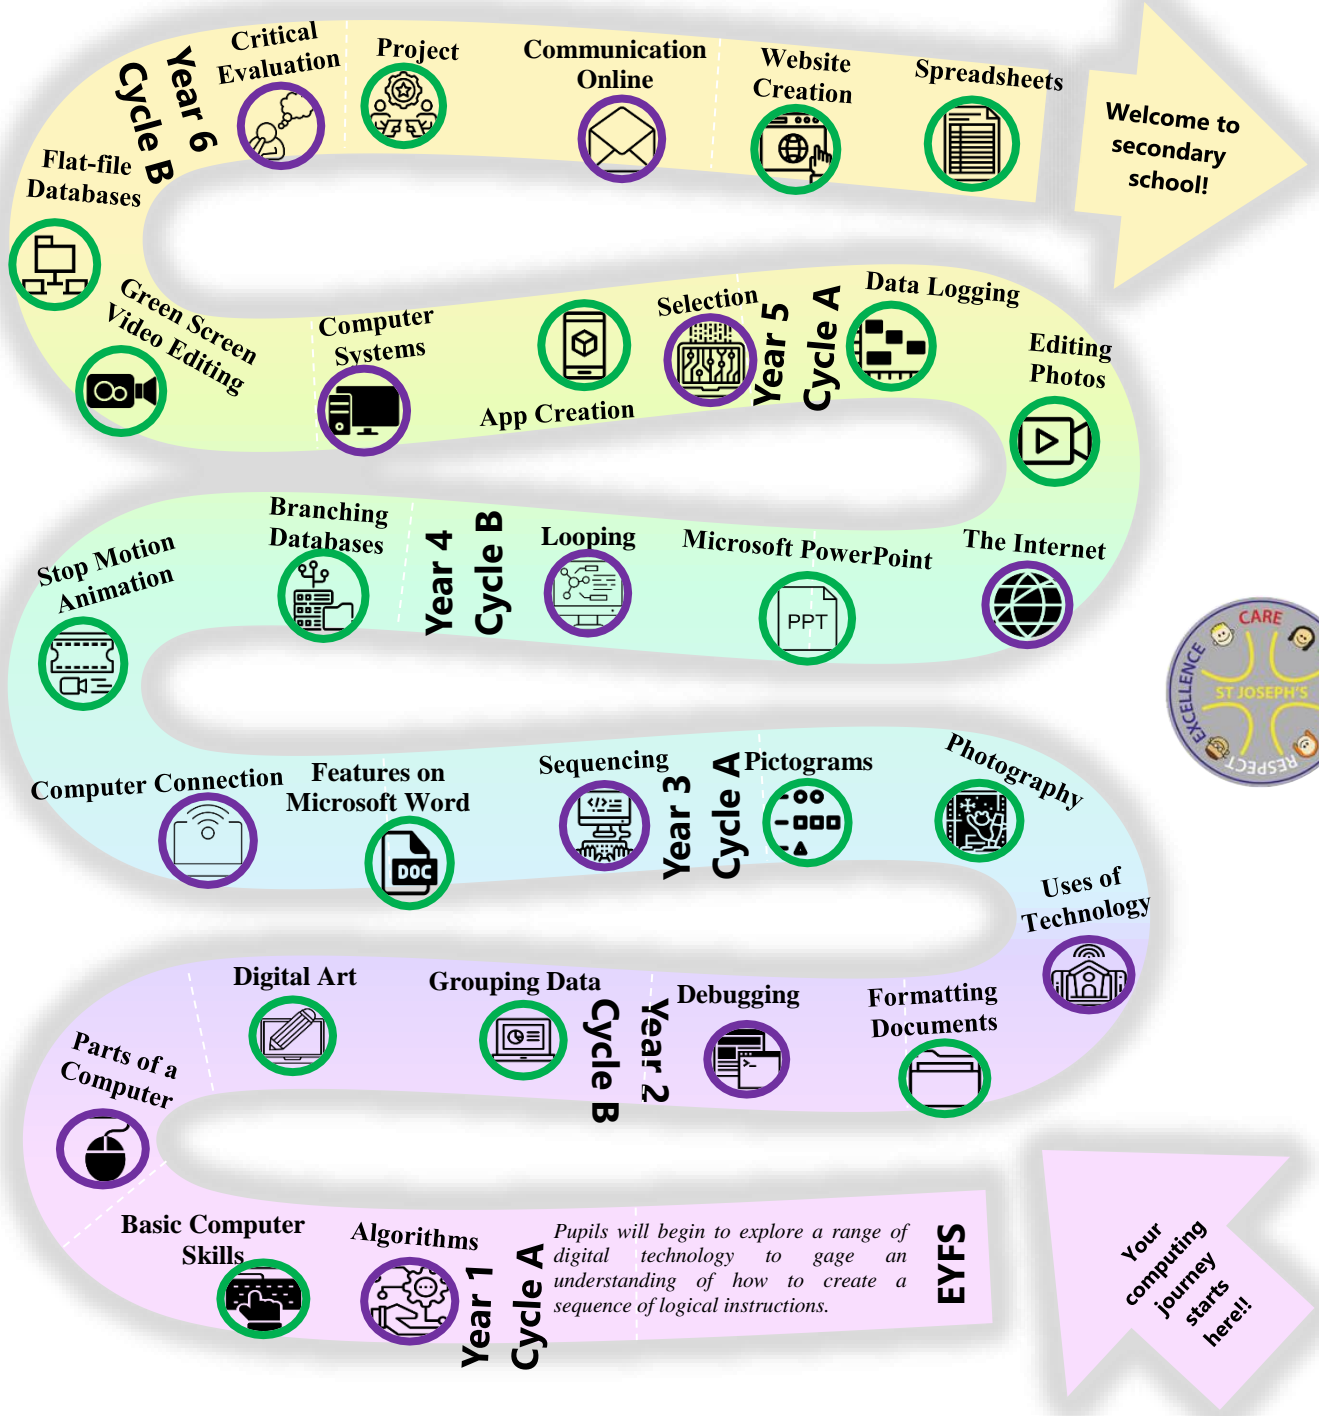 Critical
Evaluation
Project
Communication
Online
Website
Creation
Spreadsheets
Welcome to
secondary
school!
Year 6
Cycle B
Flat-file
Databases
Green Screen
Video Editing
Computer
Systems
App Creation
Selection
Year 5
Cycle A
Data Logging
Editing
Photos
Stop Motion
Animation
Branching
Databases
Year 4
Cycle B
Looping
Microsoft PowerPoint
PPT
The Internet
CARE
EXCELLENCE
ST JOSEPH'S
RESPECT
Computer Connection
Features on
Microsoft Word
DOC
Sequencing
</>
Year 3
Cycle A
Pictograms
Photography
Uses of
Technology
Parts of a
Computer
Digital Art
Grouping Data
Cycle B
Year 2
Debugging
>_
Formatting
Documents
Basic Computer
Skills
Algorithms
Year 1
Cycle A
Pupils will begin to explore a range of
digital technology to gage an
understanding of how to create a
sequence of logical instructions.
EYFS
Your
computing
journey
starts
here!!